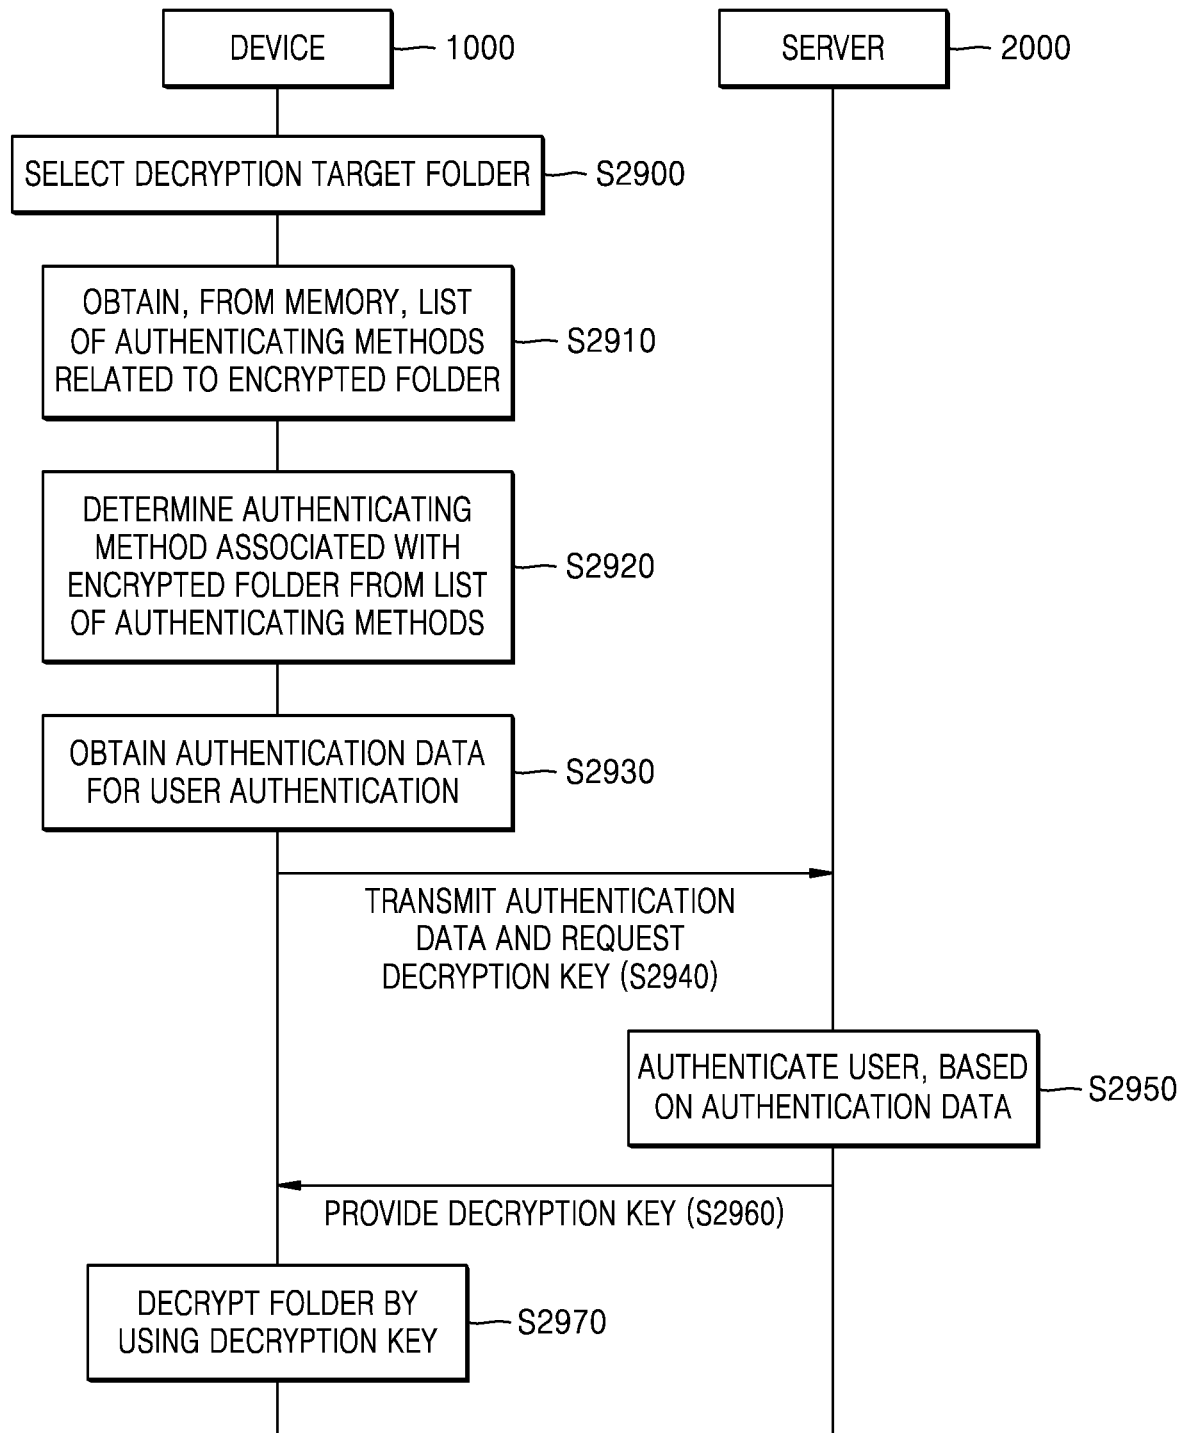 DEVICE
1000
SERVER
2000
SELECT DECRYPTION TARGET FOLDER
S2900
OBTAIN, FROM MEMORY, LIST
OF AUTHENTICATING METHODS
RELATED TO ENCRYPTED FOLDER
S2910
DETERMINE AUTHENTICATING
METHOD ASSOCIATED WITH
ENCRYPTED FOLDER FROM LIST
OF AUTHENTICATING METHODS
S2920
OBTAIN AUTHENTICATION DATA
FOR USER AUTHENTICATION
S2930
TRANSMIT AUTHENTICATION
DATA AND REQUEST
DECRYPTION KEY (S2940)
AUTHENTICATE USER, BASED
ON AUTHENTICATION DATA
S2950
PROVIDE DECRYPTION KEY (S2960)
DECRYPT FOLDER BY
USING DECRYPTION KEY
S2970